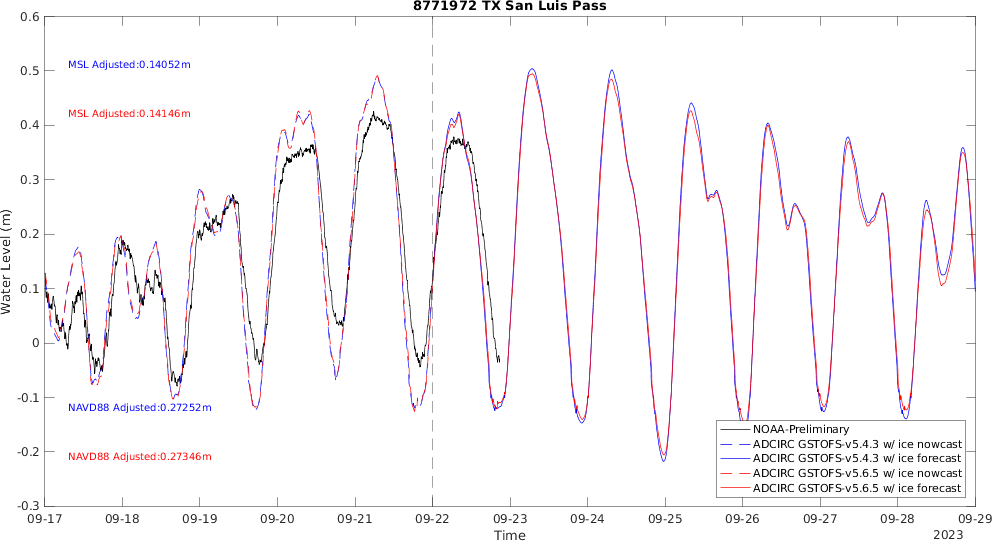 8771972 TX San Luis Pass
0.6
0.5
0.4
0.3
0.2
0.1
0
-0.1
-0.2
-0.3
Water Level (m)
MSL Adjusted:0.14052m
MSL Adjusted:0.14146m
NAVD88 Adjusted:0.27252m
NAVD88 Adjusted:0.27346m
NOAA-Preliminary
ADCIRC GSTOFS-v5.4.3 w/ ice nowcast
ADCIRC GSTOFS-v5.4.3 w/ ice forecast
ADCIRC GSTOFS-v5.6.5 w/ ice nowcast
ADCIRC GSTOFS-v5.6.5 w/ ice forecast
09-17 09-18 09-19 09-20 09-21 09-22 09-23 09-24 09-25 09-26 09-27 09-28 09-29
Time
2023